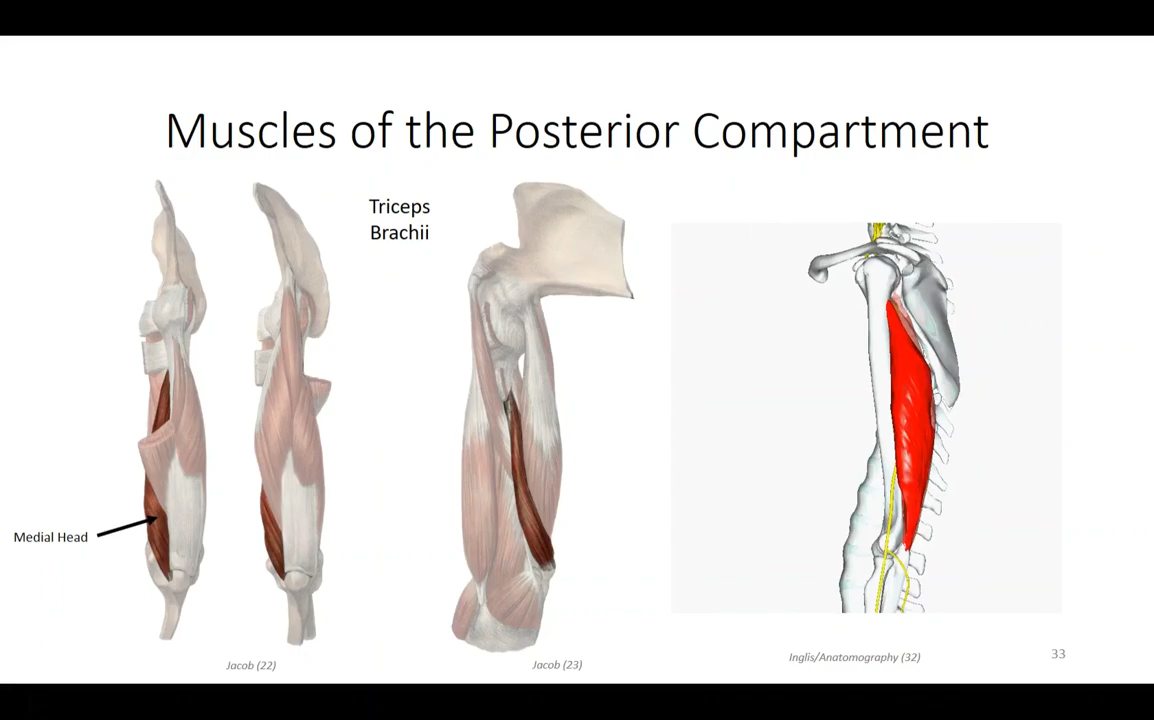 Muscles of the Posterior Compartment
Triceps
Brachii
Medial Head
Jacob (22)
Jacob (23)
Inglis/Anatomography (32)
33